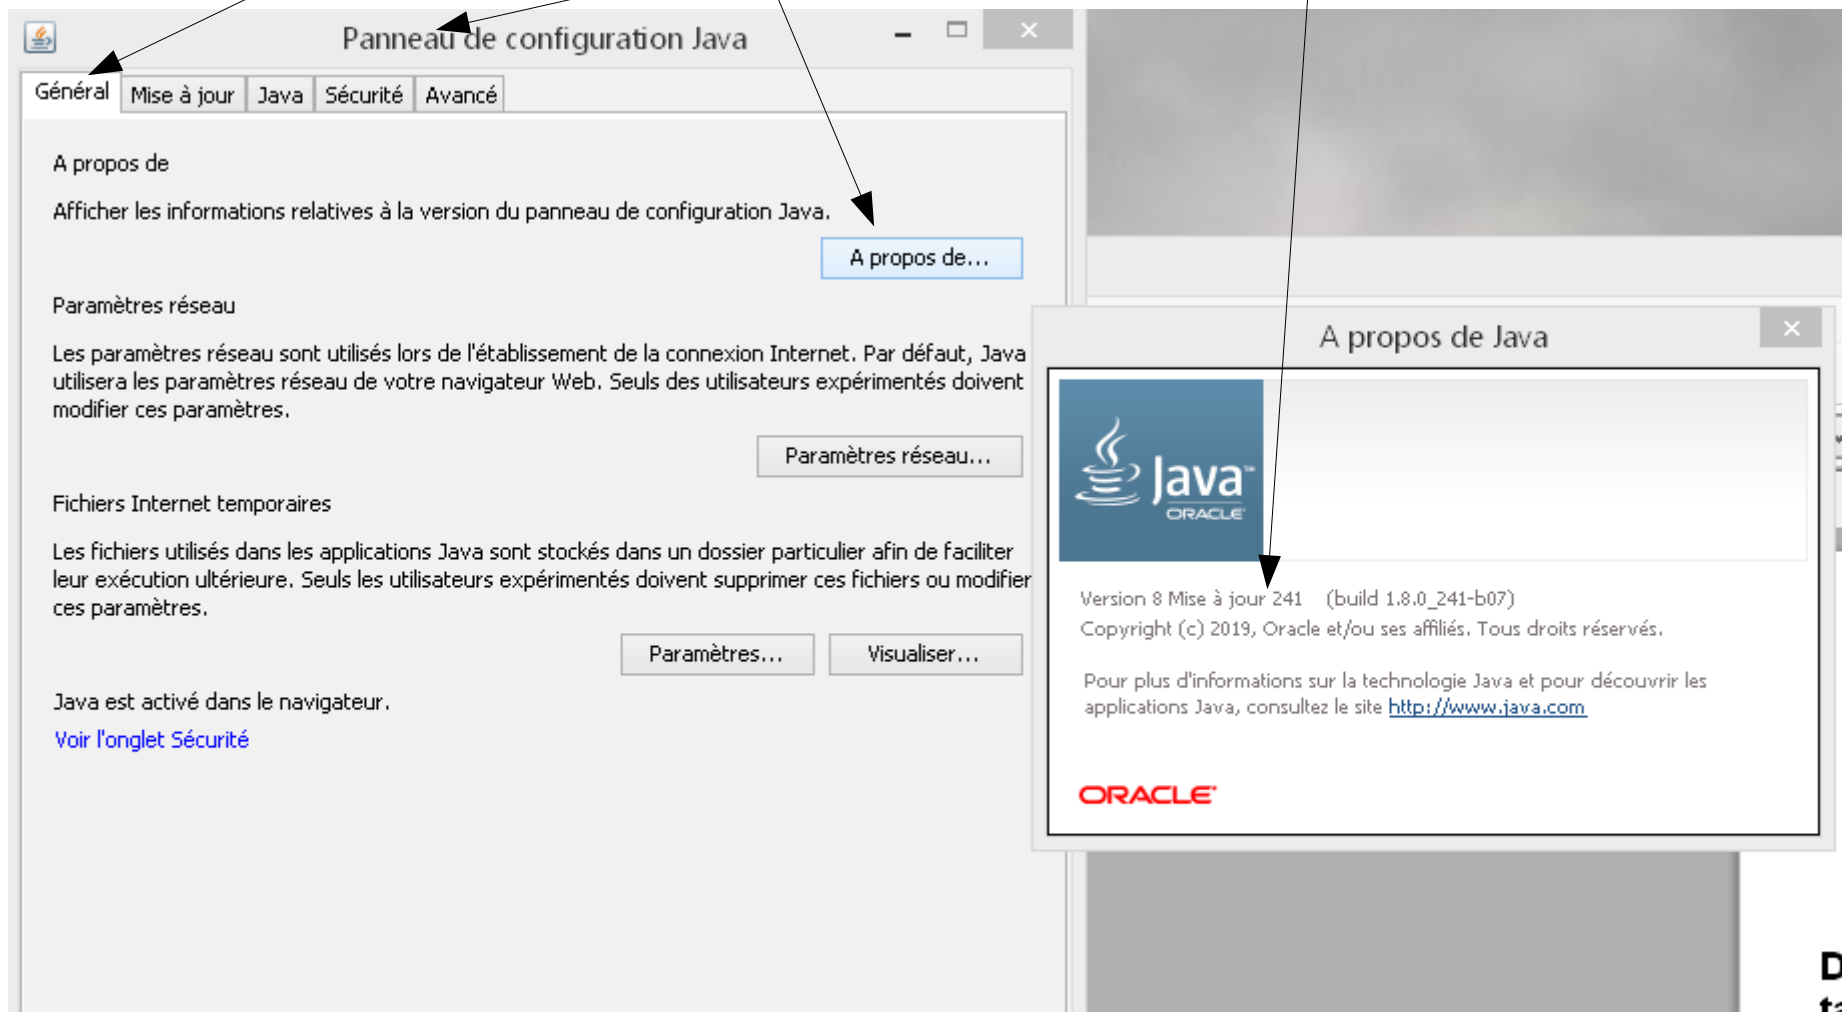 Panneau de configuration Java
Général
Mise à jour
Java
Sécurité
Avancé
A propos de
Afficher les informations relatives à la version du panneau de configuration Java.
A propos de...
Paramètres réseau
Les paramètres réseau sont utilisés lors de l'établissement de la connexion Internet. Par défaut, Java
utilisera les paramètres réseau de votre navigateur Web. Seuls des utilisateurs expérimentés doivent
modifier ces paramètres.
Paramètres réseau...
Fichiers Internet temporaires
Les fichiers utilisés dans les applications Java sont stockés dans un dossier particulier afin de faciliter
leur exécution ultérieure. Seuls les utilisateurs expérimentés doivent supprimer ces fichiers ou modifier
ces paramètres.
Paramètres...
Visualiser...
Java est activé dans le navigateur.
Voir l'onglet Sécurité
A propos de Java
Java™
ORACLE
Version 8 Mise à jour 241 (build 1.8.0_241-b07)
Copyright (c) 2019, Oracle et/ou ses affiliés. Tous droits réservés.
Pour plus d'informations sur la technologie Java et pour découvrir les
applications Java, consultez le site http://www.java.com
ORACLE